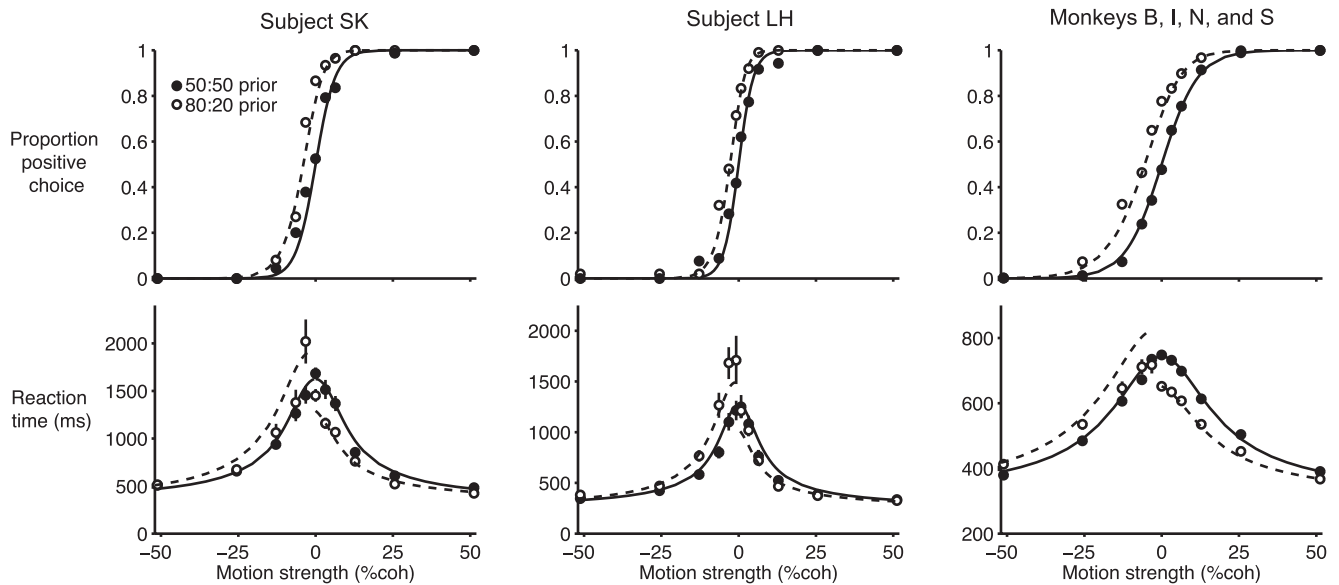 Subject SK
Subject LH
Monkeys B, I, N, and S
1
0.8
0.6
0.4
0.2
0
50:50 prior
80:20 prior
Proportion
positive
choice
1
0.8
0.6
0.4
0.2
0
1
0.8
0.6
0.4
0.2
0
Reaction
time (ms)
2000
1500
1000
500
0
−50 −25 0 25 50
Motion strength (%coh)
2000
1500
1000
500
0
−50 −25 0 25 50
Motion strength (%coh)
800
600
400
200
−50 −25 0 25 50
Motion strength (%coh)